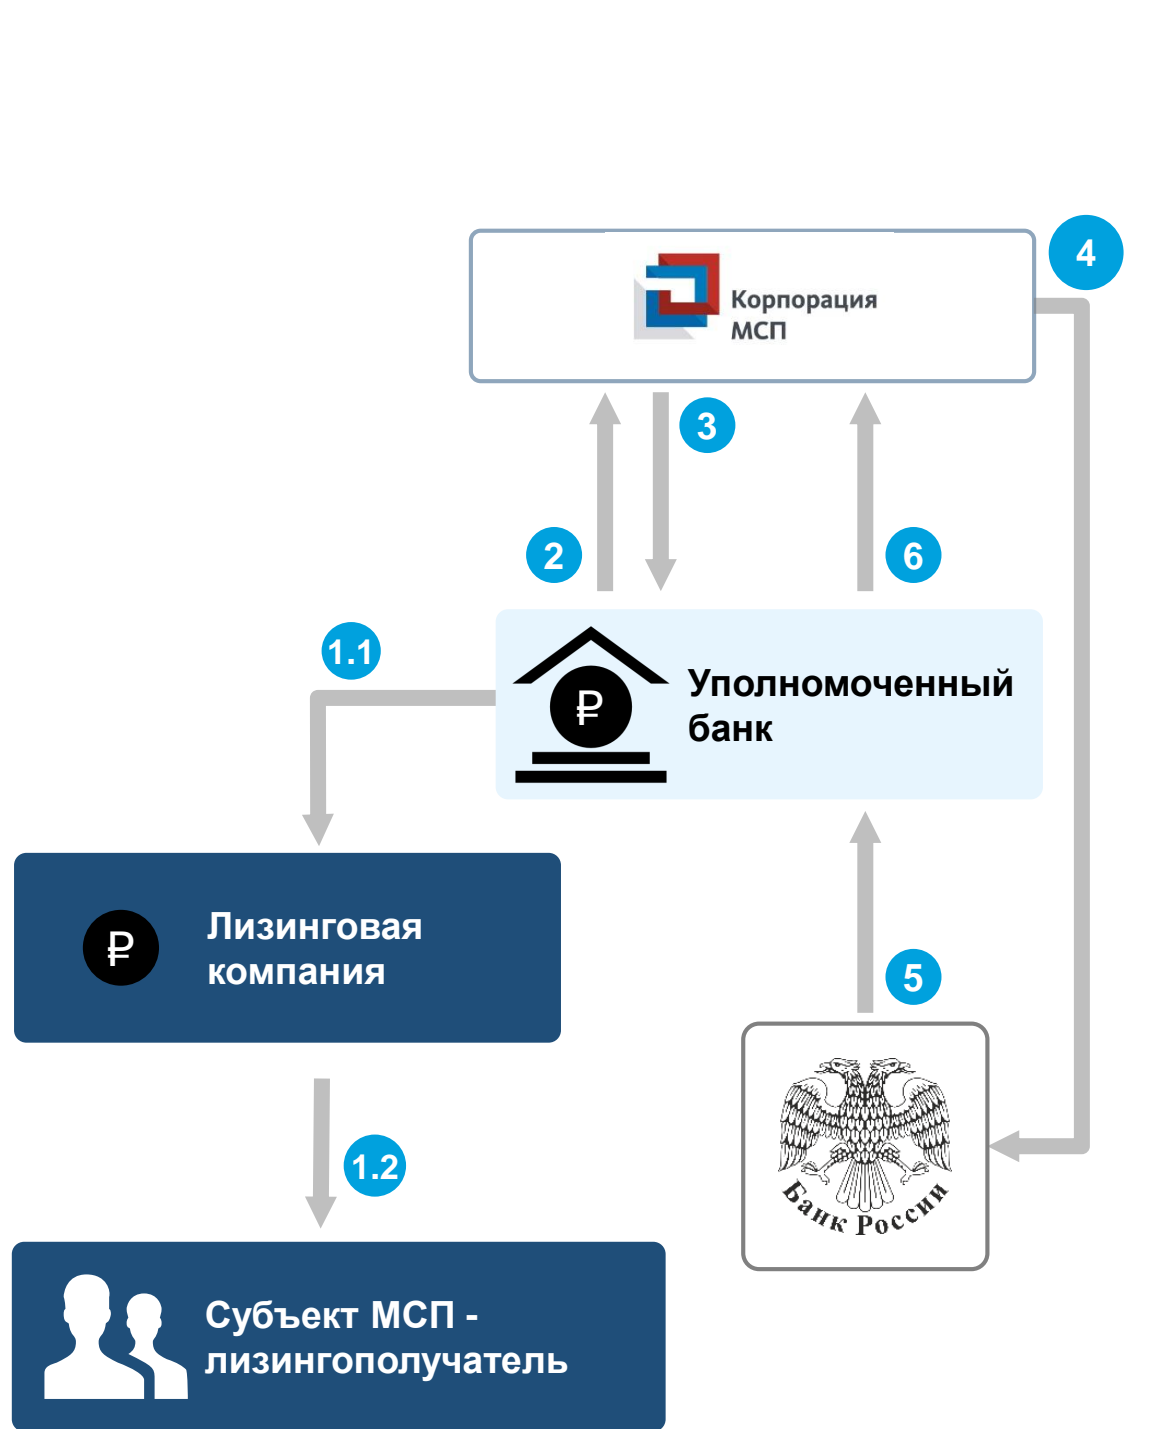 4
Корпорация
МСП
3
2
6
1.1
₽
Уполномоченный
банк
₽
Лизинговая
компания
5
1.2
Банк России
Субъект МСП -
лизингополучатель